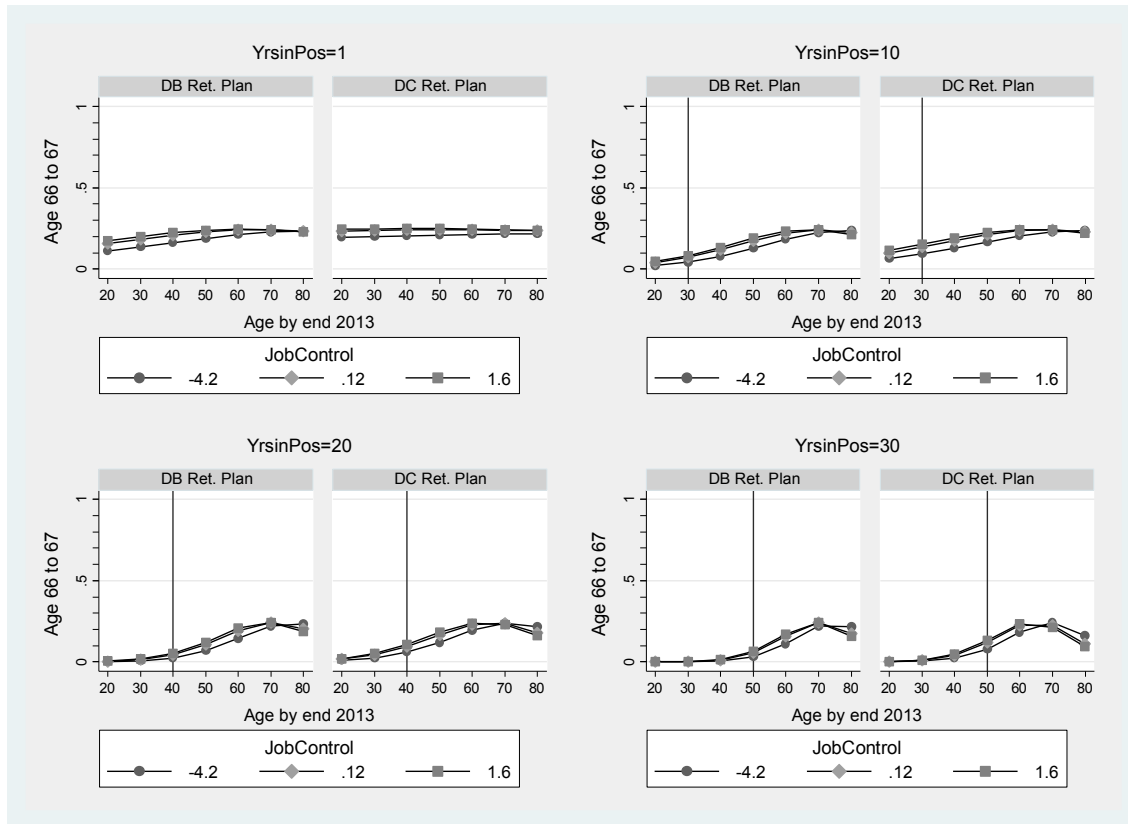 YrsinPos=1
DB Ret. Plan
DC Ret. Plan
Age 66 to 67
1
.5
0
20 30 40 50 60 70 80
20 30 40 50 60 70 80
Age by end 2013
JobControl
-4.2 .12 1.6
YrsinPos=10
DB Ret. Plan
DC Ret. Plan
Age 66 to 67
1
.5
0
20 30 40 50 60 70 80
20 30 40 50 60 70 80
Age by end 2013
JobControl
-4.2 .12 1.6
YrsinPos=20
DB Ret. Plan
DC Ret. Plan
Age 66 to 67
1
.5
0
20 30 40 50 60 70 80
20 30 40 50 60 70 80
Age by end 2013
JobControl
-4.2 .12 1.6
YrsinPos=30
DB Ret. Plan
DC Ret. Plan
Age 66 to 67
1
.5
0
20 30 40 50 60 70 80
20 30 40 50 60 70 80
Age by end 2013
JobControl
-4.2 .12 1.6